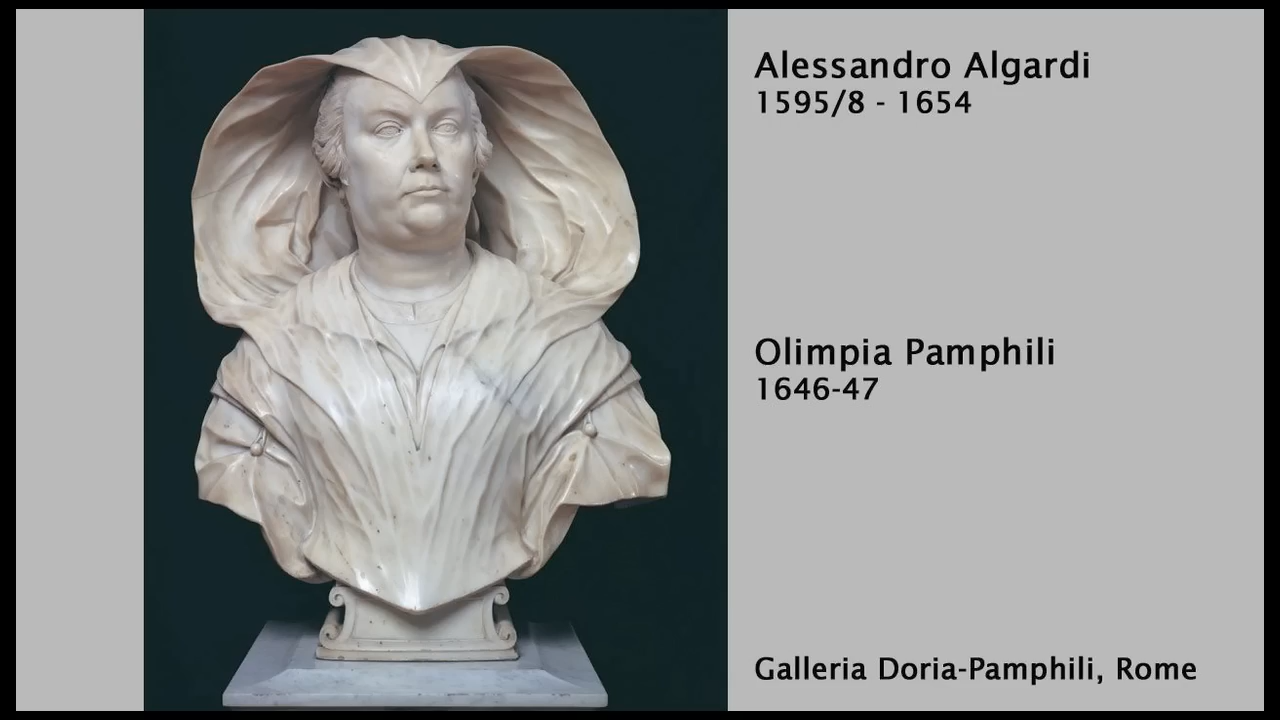 Alessandro Algardi
1595/8 - 1654
Olimpia Pamphili
1646-47
Galleria Doria-Pamphili, Rome